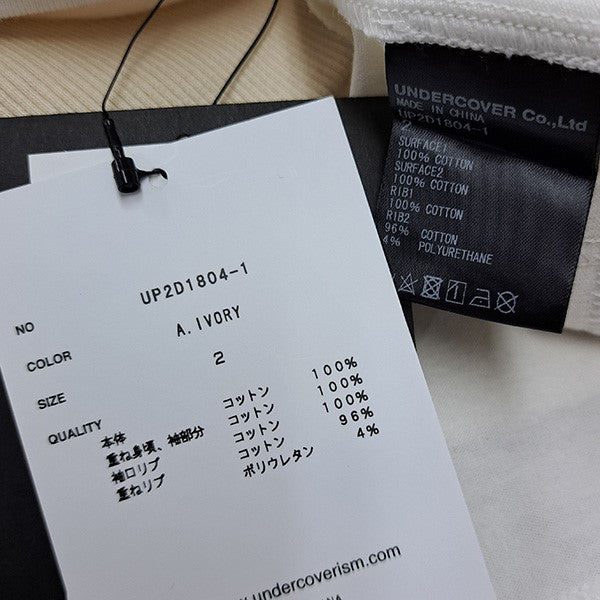 UNDERCOVER Co.,Ltd
MADE IN CHINA
UP2D1804-1
2
SURFACE1
100% COTTON
SURFACE2
100% COTTON
RIB1
100% COTTON
RIB2
96% COTTON
4% POLYURETHANE
NO UP2D1804-1
COLOR A.IVORY
SIZE 2
QUALITY 本体 コットン 100%
重ね身頃、袖部分 コットン 100%
袖口リブ コットン 100%
重ねリブ コットン 96%
ポリウレタン 4%
www.undercoverism.com